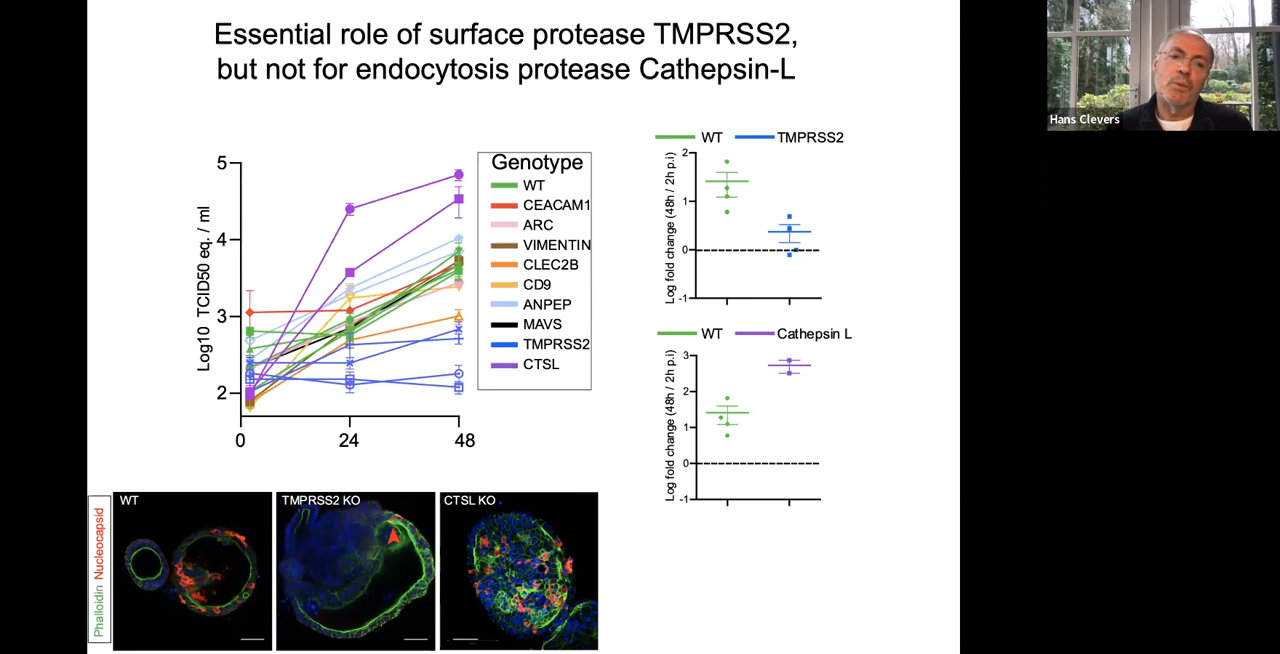 Essential role of surface protease TMPRSS2,
but not for endocytosis protease Cathepsin-L
Hans Clevers
Log10 TCID50 eq. / ml
5
4
3
2
0
24
48
Genotype
WT
CEACAM1
ARC
VIMENTIN
CLEC2B
CD9
ANPEP
MAVS
TMPRSS2
CTSL
WT
TMPRSS2
Log fold change (48h / 2h p.i)
2
1
0
-1
WT
Cathepsin L
Log fold change (48h / 2h p.i)
3
2
1
0
-1
Phalloidin Nucleocapsid
WT
TMPRSS2 KO
CTSL KO